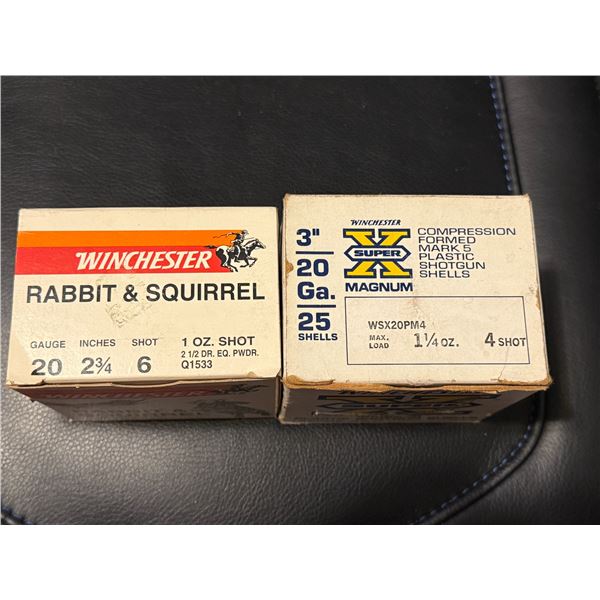 WINCHESTER
RABBIT & SQUIRREL
GAUGE INCHES SHOT
20 2¾ 6
1 OZ. SHOT
2 1/2 DR. EQ. PWDR.
Q1533
WINCHESTER
3"
20
Ga.
25
SHELLS
WINCHESTER
SUPER
X
MAGNUM
COMPRESSION
FORMED
MARK 5
PLASTIC
SHOTGUN
SHELLS
WSX20PM4
MAX.
LOAD
1¼ OZ. 4 SHOT